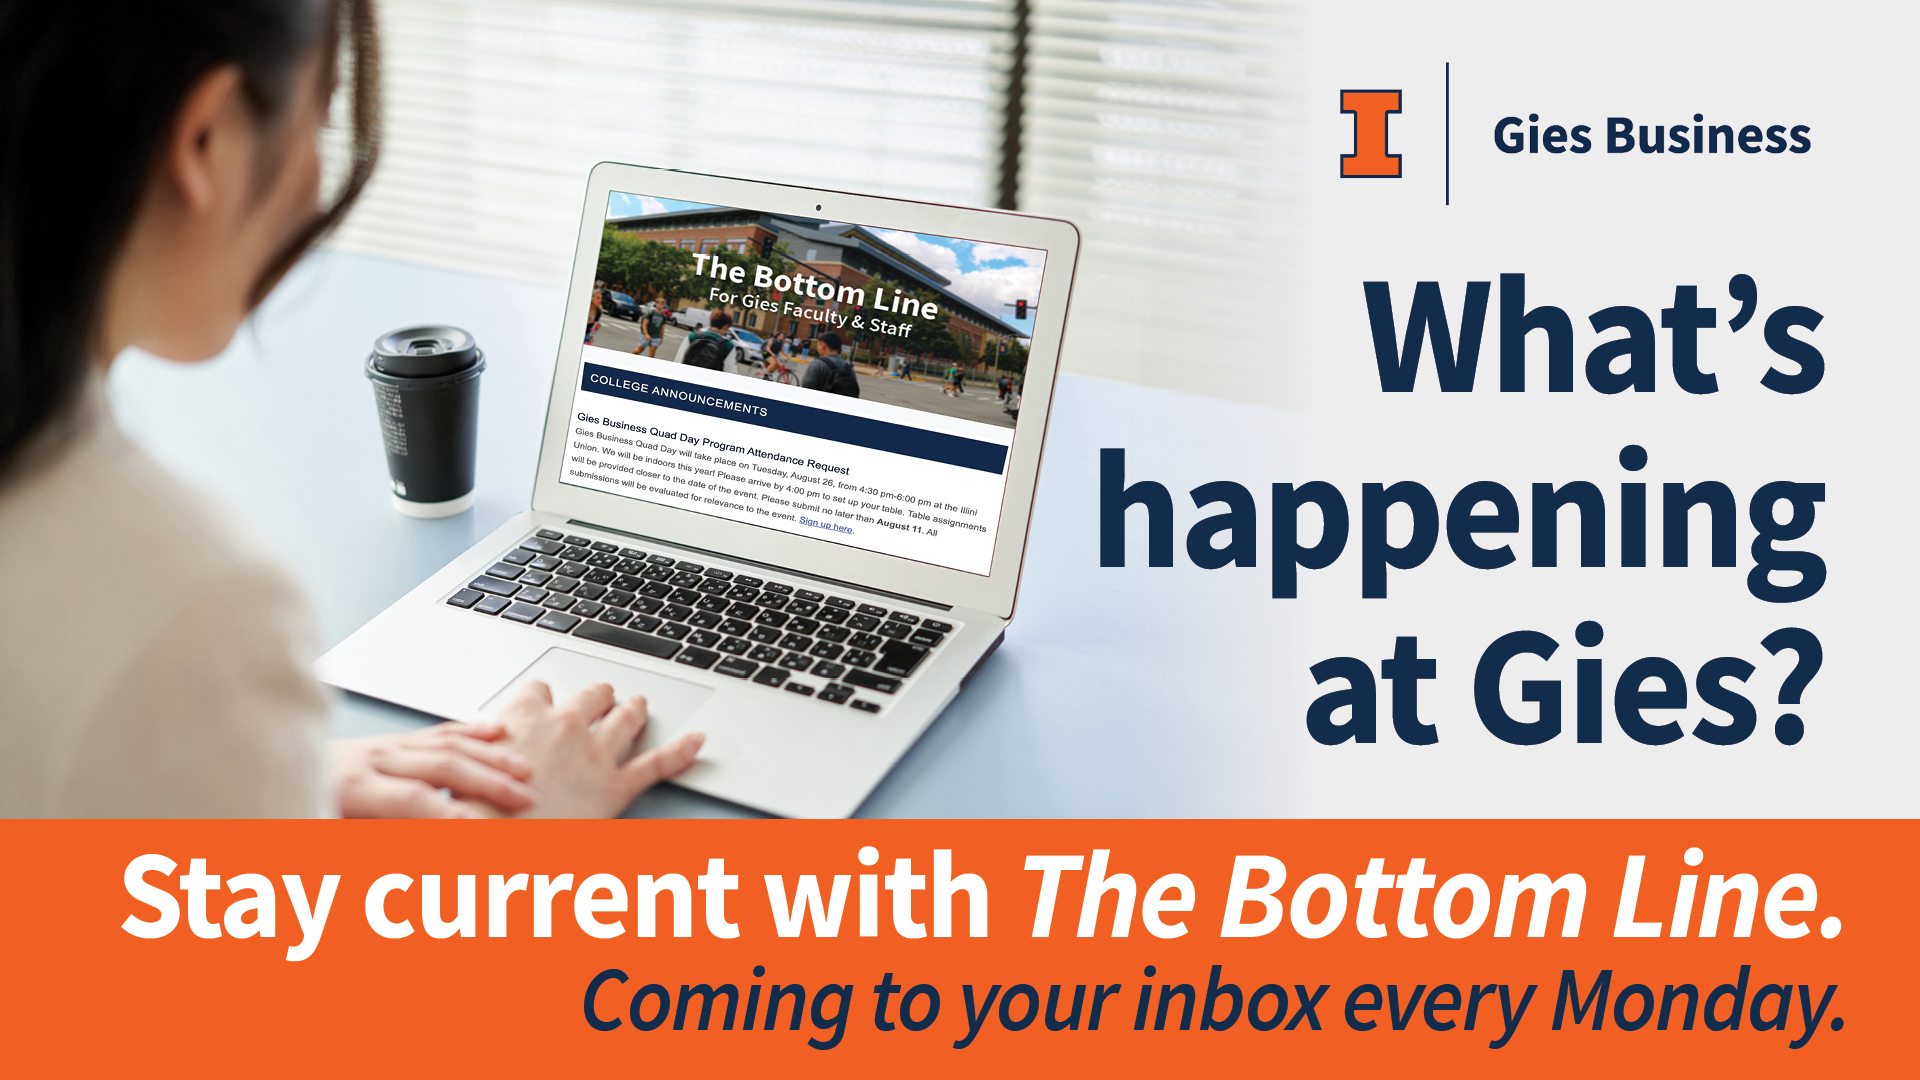 I
Gies Business
What's
happening
at Gies?
The Bottom Line
For Gies Faculty & Staff
COLLEGE ANNOUNCEMENTS
Gies Business Quad Day Program Attendance Request
Gies Business Quad Day will take place on Tuesday, August 26, from 4:30 pm-6:00 pm at the Illini
Union. We will be indoors this year! Please arrive by 4:00 pm to set up your table. Table assignments
will be provided closer to the date of the event. Please submit no later than August 11. All
submissions will be evaluated for relevance to the event. Sign up here.
Stay current with The Bottom Line.
Coming to your inbox every Monday.